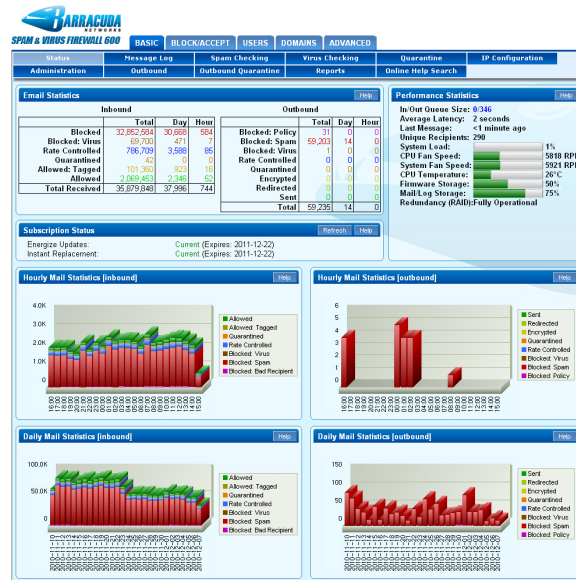 BARRACUDA
NETWORKS
SPAM & VIRUS FIREWALL 600
BASIC BLOCK/ACCEPT USERS DOMAINS ADVANCED
Status Message Log Spam Checking Virus Checking Quarantine IP Configuration
Administration Outbound Outbound Quarantine Reports Online Help Search
Email Statistics Help
Inbound Outbound
Total Day Hour Total Day Hour
Blocked 32,852,584 30,668 584 Blocked: Policy 31 0 0
Blocked: Virus 69,700 471 7 Blocked: Spam 59,203 14 0
Rate Controlled 786,709 3,588 85 Blocked: Virus 1 0 0
Quarantined 42 0 0 Rate Controlled 0 0 0
Allowed: Tagged 101,360 923 16 Quarantined 0 0 0
Allowed 2,069,453 2,346 52 Encrypted 0 0 0
Total Received 35,879,848 37,996 744 Redirected 0 0 0
Sent 0 0 0
Total 59,235 14 0
Performance Statistics Help
In/Out Queue Size: 0/346
Average Latency: 2 seconds
Last Message: <1 minute ago
Unique Recipients: 290
System Load: 1%
CPU Fan Speed: 5818 RP
System Fan Speed: 5921 RP
CPU Temperature: 26°C
Firmware Storage: 50%
Mail/Log Storage: 75%
Redundancy (RAID): Fully Operational
Subscription Status Refresh Help
Energize Updates: Current (Expires: 2011-12-22)
Instant Replacement: Current (Expires: 2011-12-22)
Hourly Mail Statistics [inbound] Help
4.0K
3.0K
2.0K
1.0K
0
Allowed
Allowed: Tagged
Quarantined
Rate Controlled
Blocked: Virus
Blocked: Spam
Blocked: Bad Recipient
Hourly Mail Statistics [outbound] Help
6
5
4
3
2
1
0
Sent
Redirected
Encrypted
Quarantined
Rate Controlled
Blocked: Virus
Blocked: Spam
Blocked: Policy
Daily Mail Statistics [inbound] Help
100.0K
50.0K
0
Allowed
Allowed: Tagged
Quarantined
Rate Controlled
Blocked: Virus
Blocked: Spam
Blocked: Bad Recipient
Daily Mail Statistics [outbound] Help
150
100
50
0
Sent
Redirected
Encrypted
Quarantined
Rate Controlled
Blocked: Virus
Blocked: Spam
Blocked: Policy